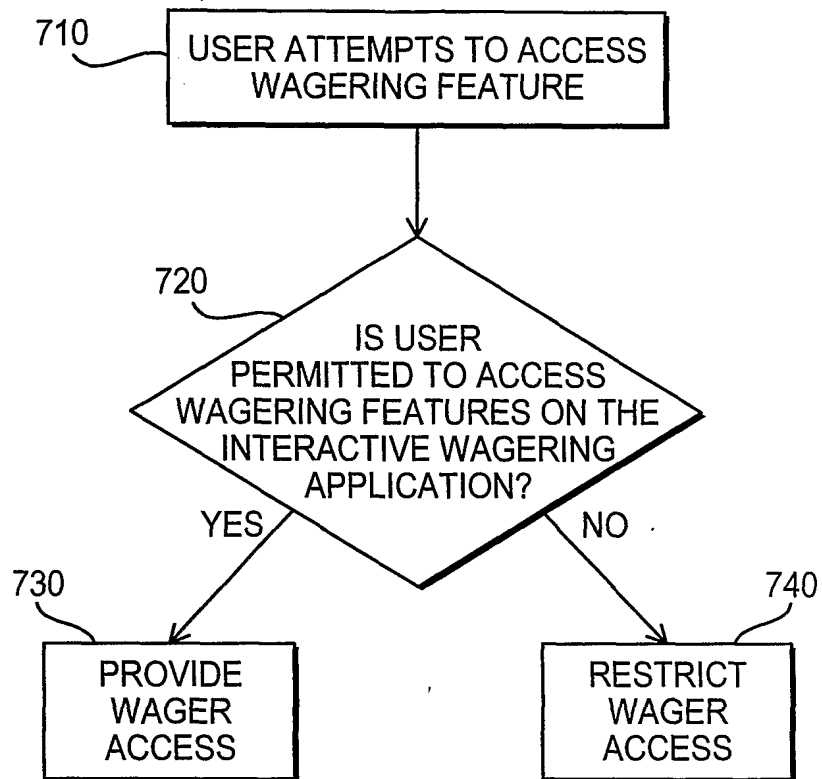 710
USER ATTEMPTS TO ACCESS
WAGERING FEATURE
720
IS USER
PERMITTED TO ACCESS
WAGERING FEATURES ON THE
INTERACTIVE WAGERING
APPLICATION?
YES
NO
730
740
PROVIDE
WAGER
ACCESS
RESTRICT
WAGER
ACCESS